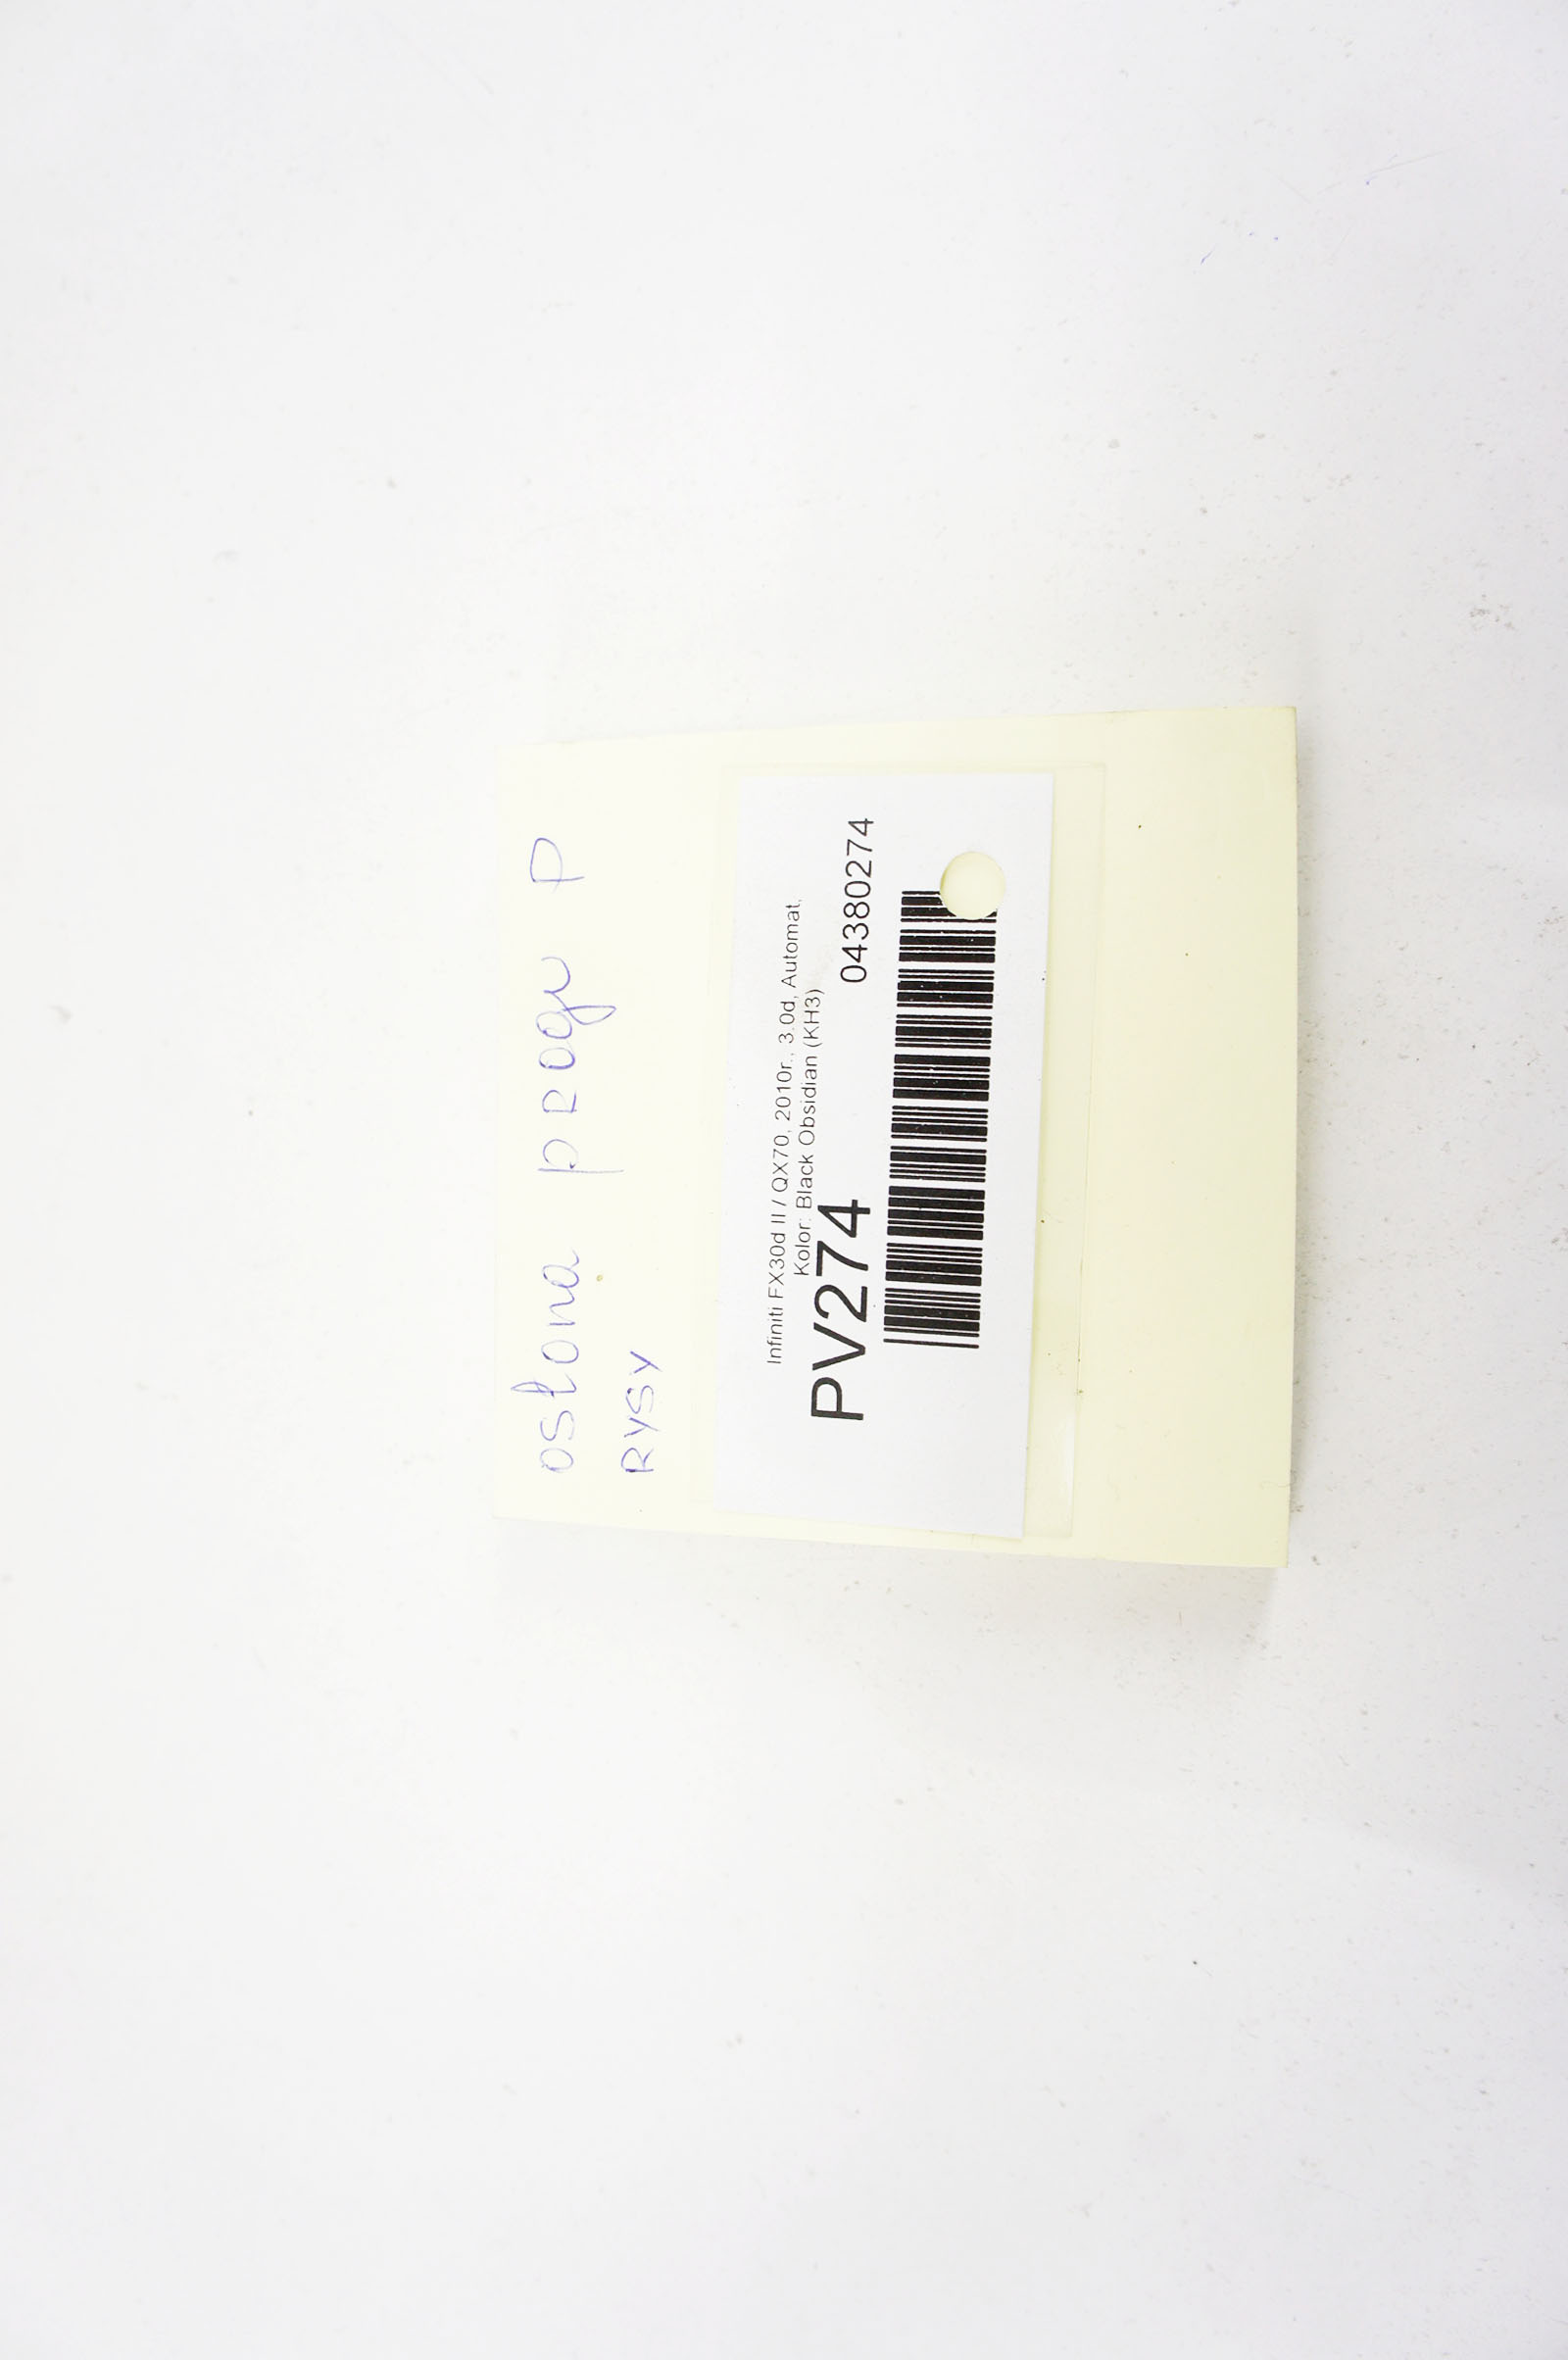 osłona progu P
RYSY
Infiniti FX30d II / QX70, 2010r., 3.0d, Automat,
Kolor: Black Obsidian (KH3)
PV274 04380274